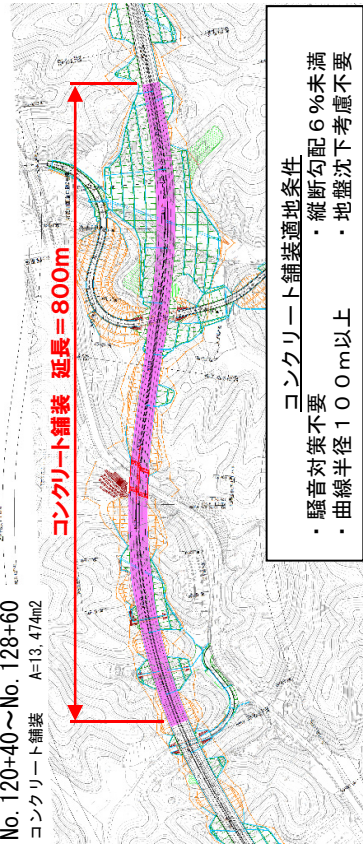 No. 120+40～No. 128+60
コンクリート舗装　A=13,474m2
コンクリート舗装　延長＝800m
コンクリート舗装適地条件
・騒音対策不要　・縦断勾配６％未満
・曲線半径１００ｍ以上　・地盤沈下考慮不要